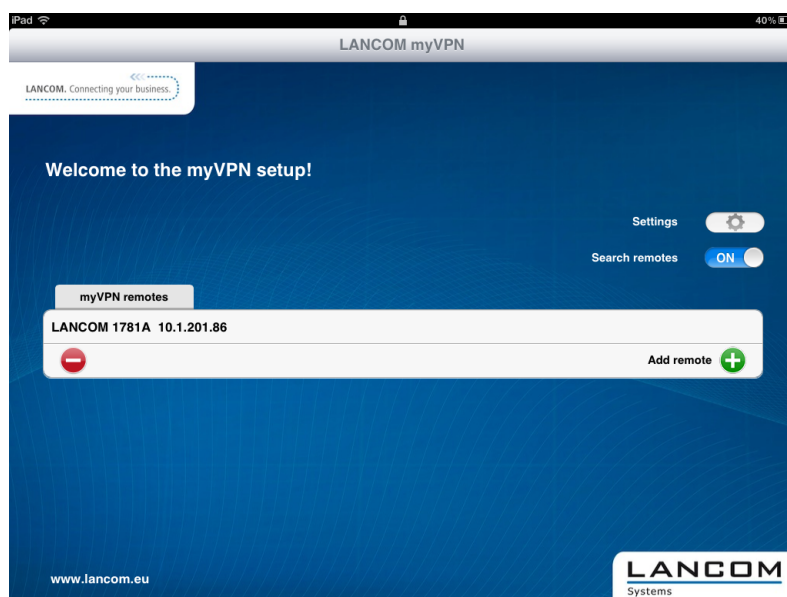 iPad 40%
LANCOM myVPN
LANCOM. Connecting your business.
Welcome to the myVPN setup!
Settings
Search remotes ON
myVPN remotes
LANCOM 1781A 10.1.201.86
Add remote
www.lancom.eu
LANCOM
Systems